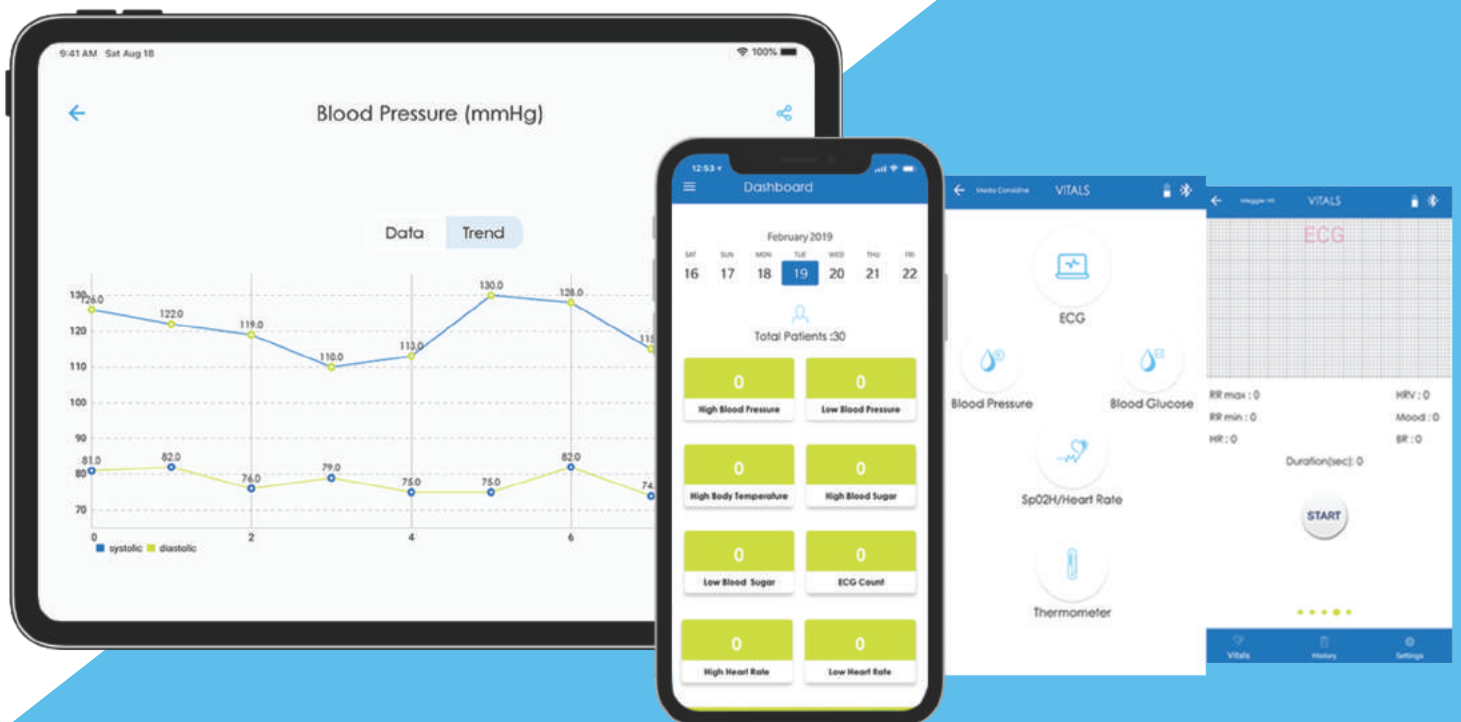 9:41 AM Sat Aug 18
100%
Blood Pressure (mmHg)
Data Trend
130
126.0
122.0
119.0
110.0
113.0
130.0
128.0
120
110
100
90
80
70
81.0
82.0
76.0
79.0
75.0
75.0
82.0
74.
0 2 4 6
systolic diastolic
12:53
Dashboard
February 2019
SAT SUN MON TUE WED THU FRI
16 17 18 19 20 21 22
Total Patients :30
0 0
High Blood Pressure Low Blood Pressure
0 0
High Body Temperature High Blood Sugar
0 0
Low Blood Sugar ECG Count
0 0
High Heart Rate Low Heart Rate
VITALS
ECG
Blood Pressure Blood Glucose
Sp02H/Heart Rate
Thermometer
VITALS
ECG
RR max : 0 HRV : 0
RR min : 0 Mood : 0
HR : 0 BR : 0
Duration(sec): 0
START
Vitals History Settings